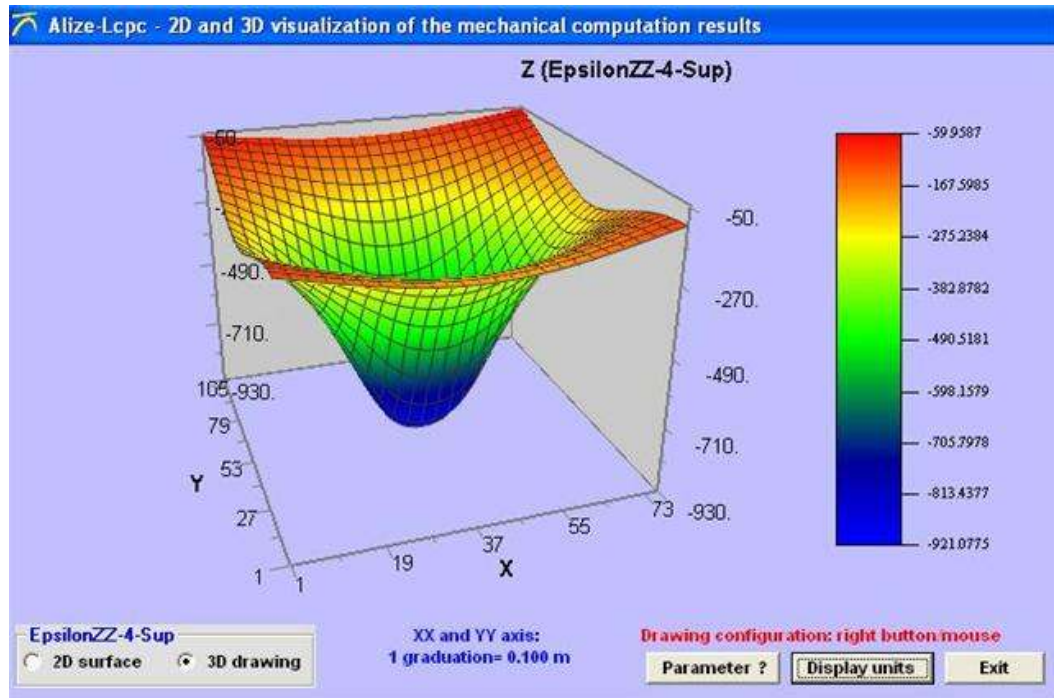 Alize-Lcpc - 2D and 3D visualization of the mechanical computation results
Z (EpsilonZZ-4-Sup)
-490.
-710.
-930.
-50.
-270.
-490.
-710.
-930.
105
79
53
27
1
Y
1
19
37
55
73
X
-59.9587
-167.5985
-275.2384
-382.8782
-490.5181
-598.1579
-705.7978
-813.4377
-921.0775
EpsilonZZ-4-Sup
2D surface
3D drawing
XX and YY axis:
1 graduation= 0.100 m
Drawing configuration: right button/mouse
Parameter ?
Display units
Exit